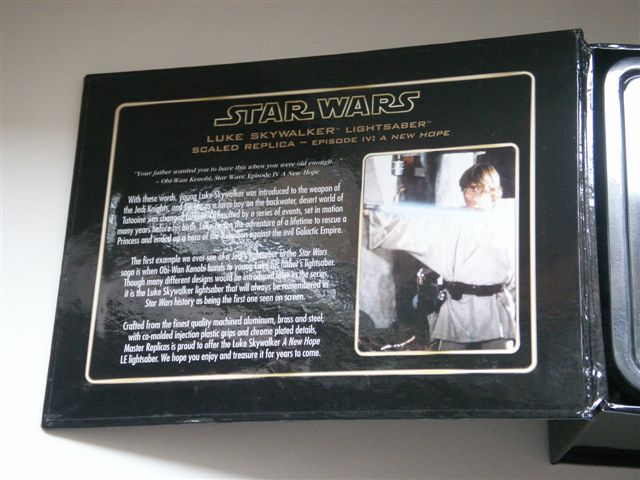 STAR WARS
LUKE SKYWALKER™ LIGHTSABER™
SCALED REPLICA – EPISODE IV: A NEW HOPE
"Your father wanted you to have this when you were old enough."
– Obi-Wan Kenobi, Star Wars: Episode IV A New Hope
With these words, young Luke Skywalker was introduced to the weapon of
the Jedi Knights, and his life as a farm boy on the backwater, desert world of
Tatooine was changed forever. Catapulted by a series of events, set in motion
many years before his birth, Luke began the adventure of a lifetime to rescue a
Princess and ended up a hero of the Rebellion against the evil Galactic Empire.
The first example we ever see of a Jedi's lightsaber in the Star Wars
saga is when Obi-Wan Kenobi hands to young Luke his father's lightsaber.
Though many different designs would be introduced later in the series,
it is the Luke Skywalker lightsaber that will always be remembered in
Star Wars history as being the first one seen on screen.
Crafted from the finest quality machined aluminum, brass and steel,
with co-molded injection plastic grips and chrome plated details,
Master Replicas is proud to offer the Luke Skywalker A New Hope
LE lightsaber. We hope you enjoy and treasure it for years to come.